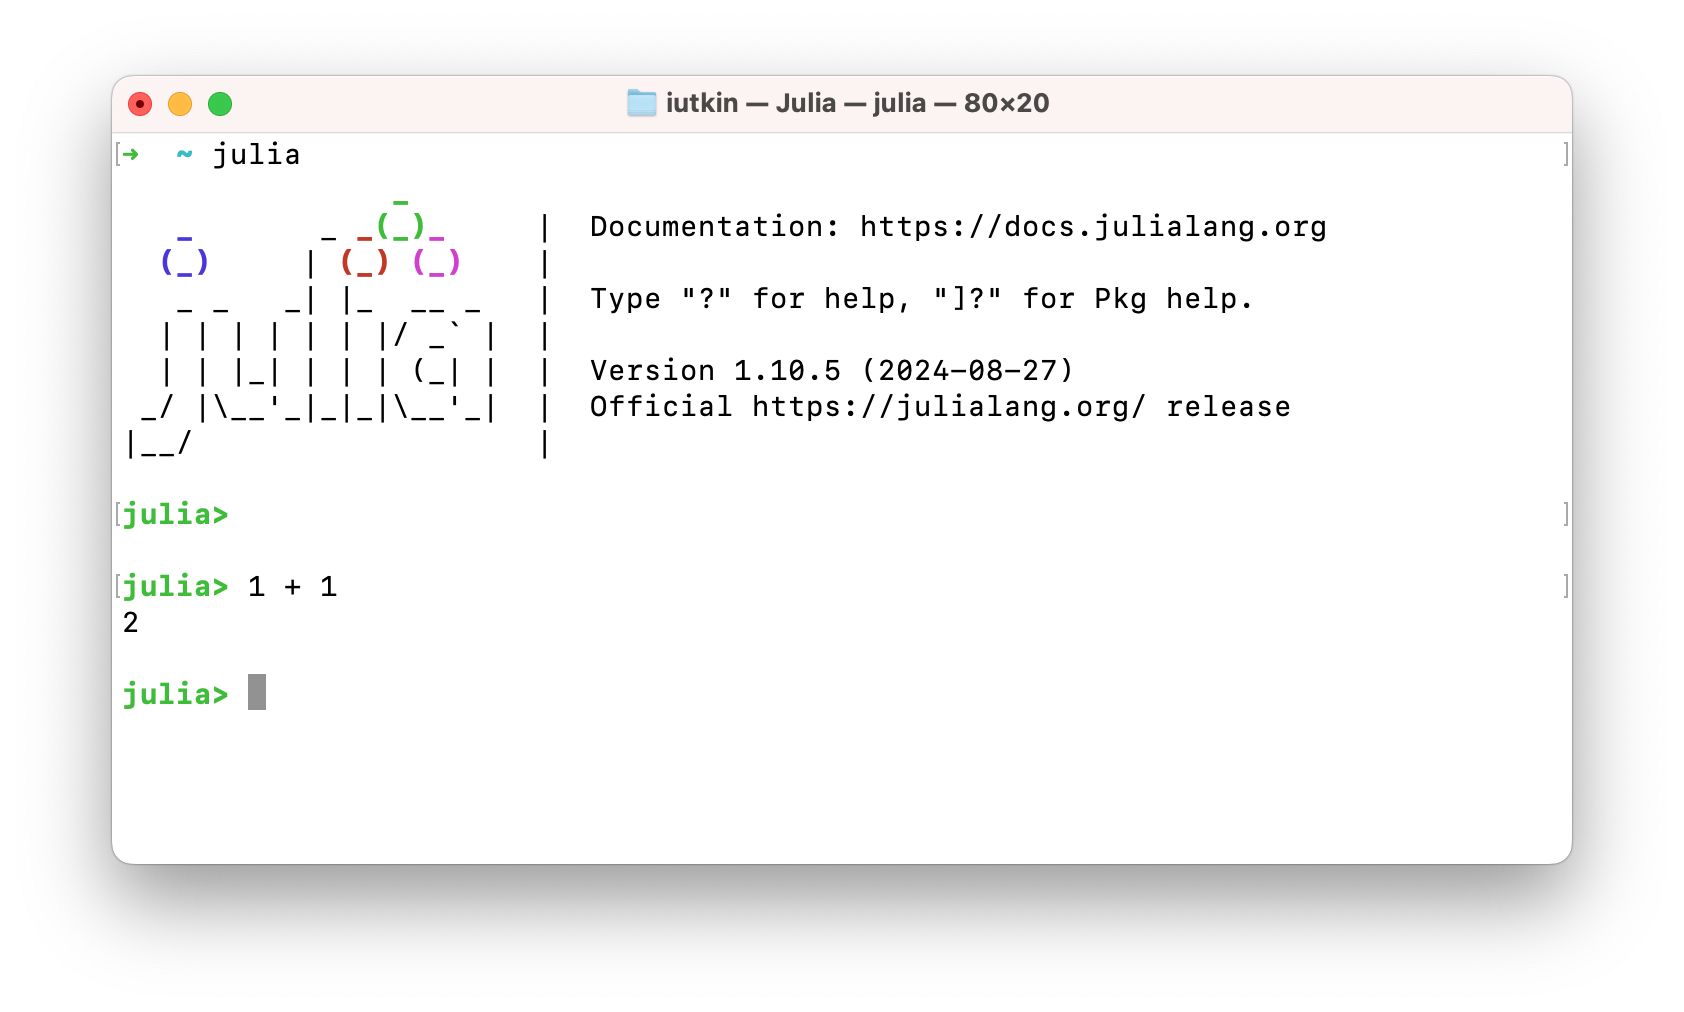 iutkin — Julia — julia — 80×20
[➜  ~ julia ]
               _
   _       _ _(_)_     |  Documentation: https://docs.julialang.org
  (_)     | (_) (_)    |
   _ _   _| |_  __ _   |  Type "?" for help, "]?" for Pkg help.
  | | | | | | |/ _` |  |
  | | |_| | | | (_| |  |  Version 1.10.5 (2024-08-27)
 _/ |\__'_|_|_|\__'_|  |  Official https://julialang.org/ release
|__/                   |
[julia> ]
[julia> 1 + 1 ]
2
julia>